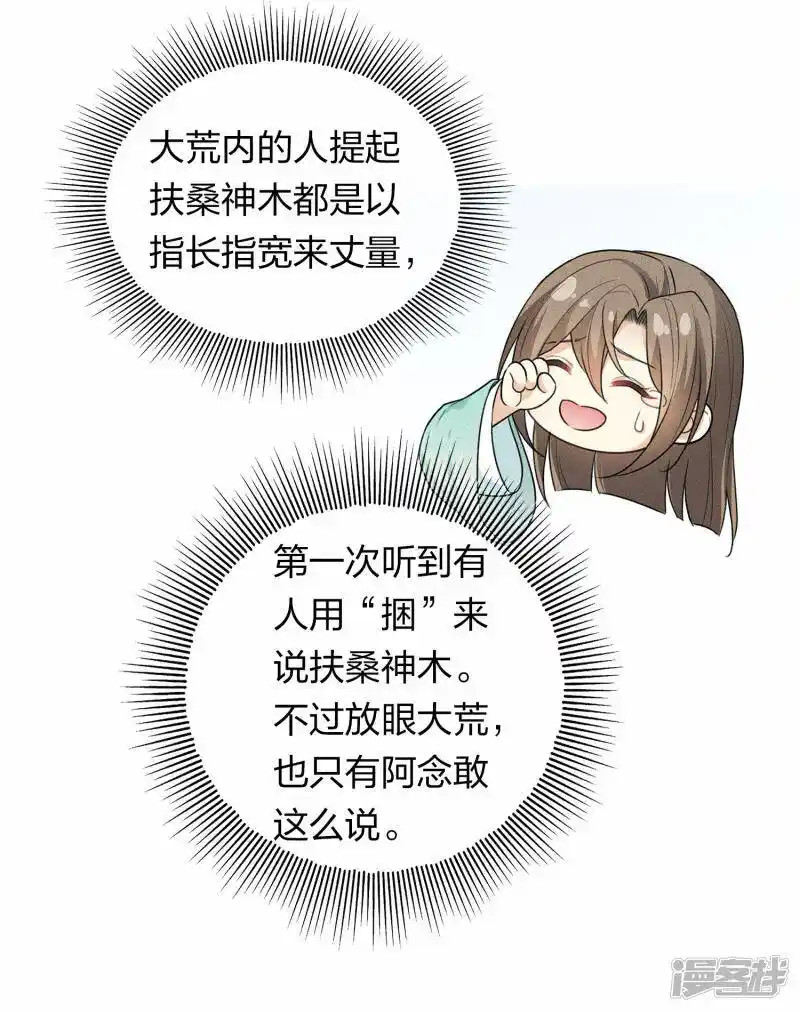 大荒内的人提起
扶桑神木都是以
指长指宽来丈量，
第一次听到有
人用“捆”来
说扶桑神木。
不过放眼大荒，
也只有阿念敢
这么说。
漫客栈